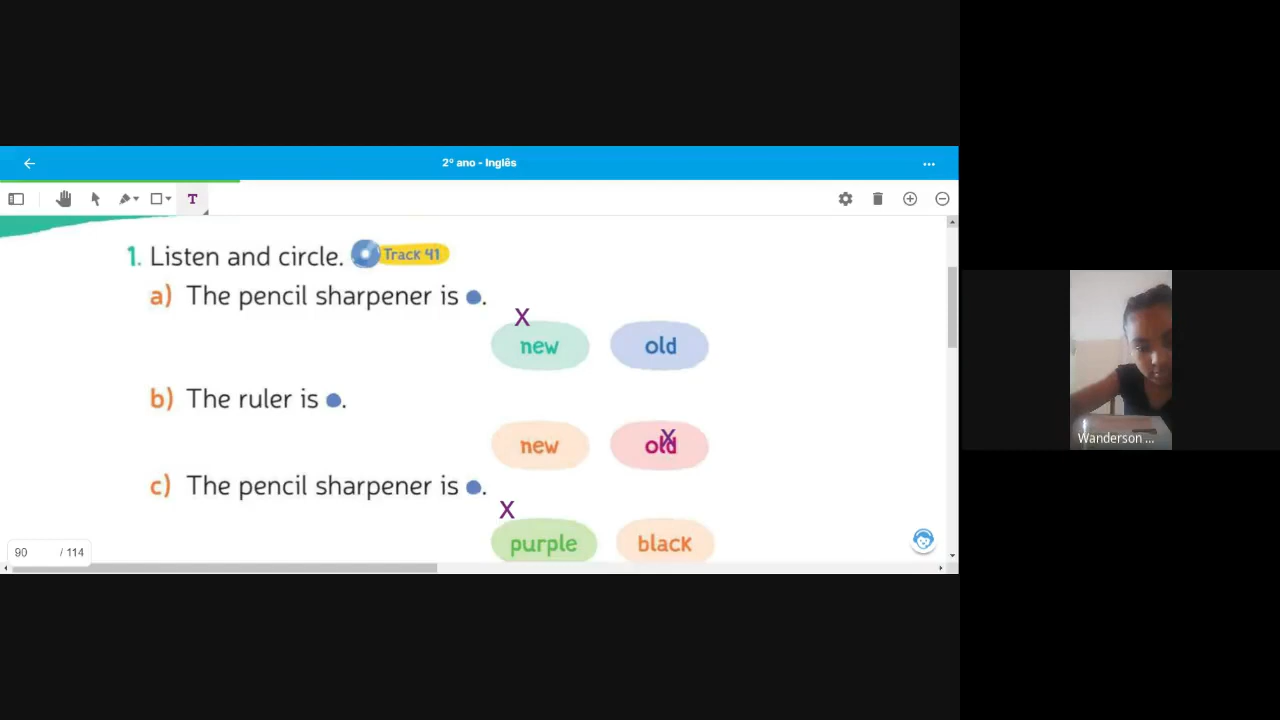 2º ano - Inglês
...
T
1. Listen and circle. Track 41
a) The pencil sharpener is .
X
new old
b) The ruler is .
new old X
c) The pencil sharpener is .
X
purple black
90 / 114
Wanderson ...